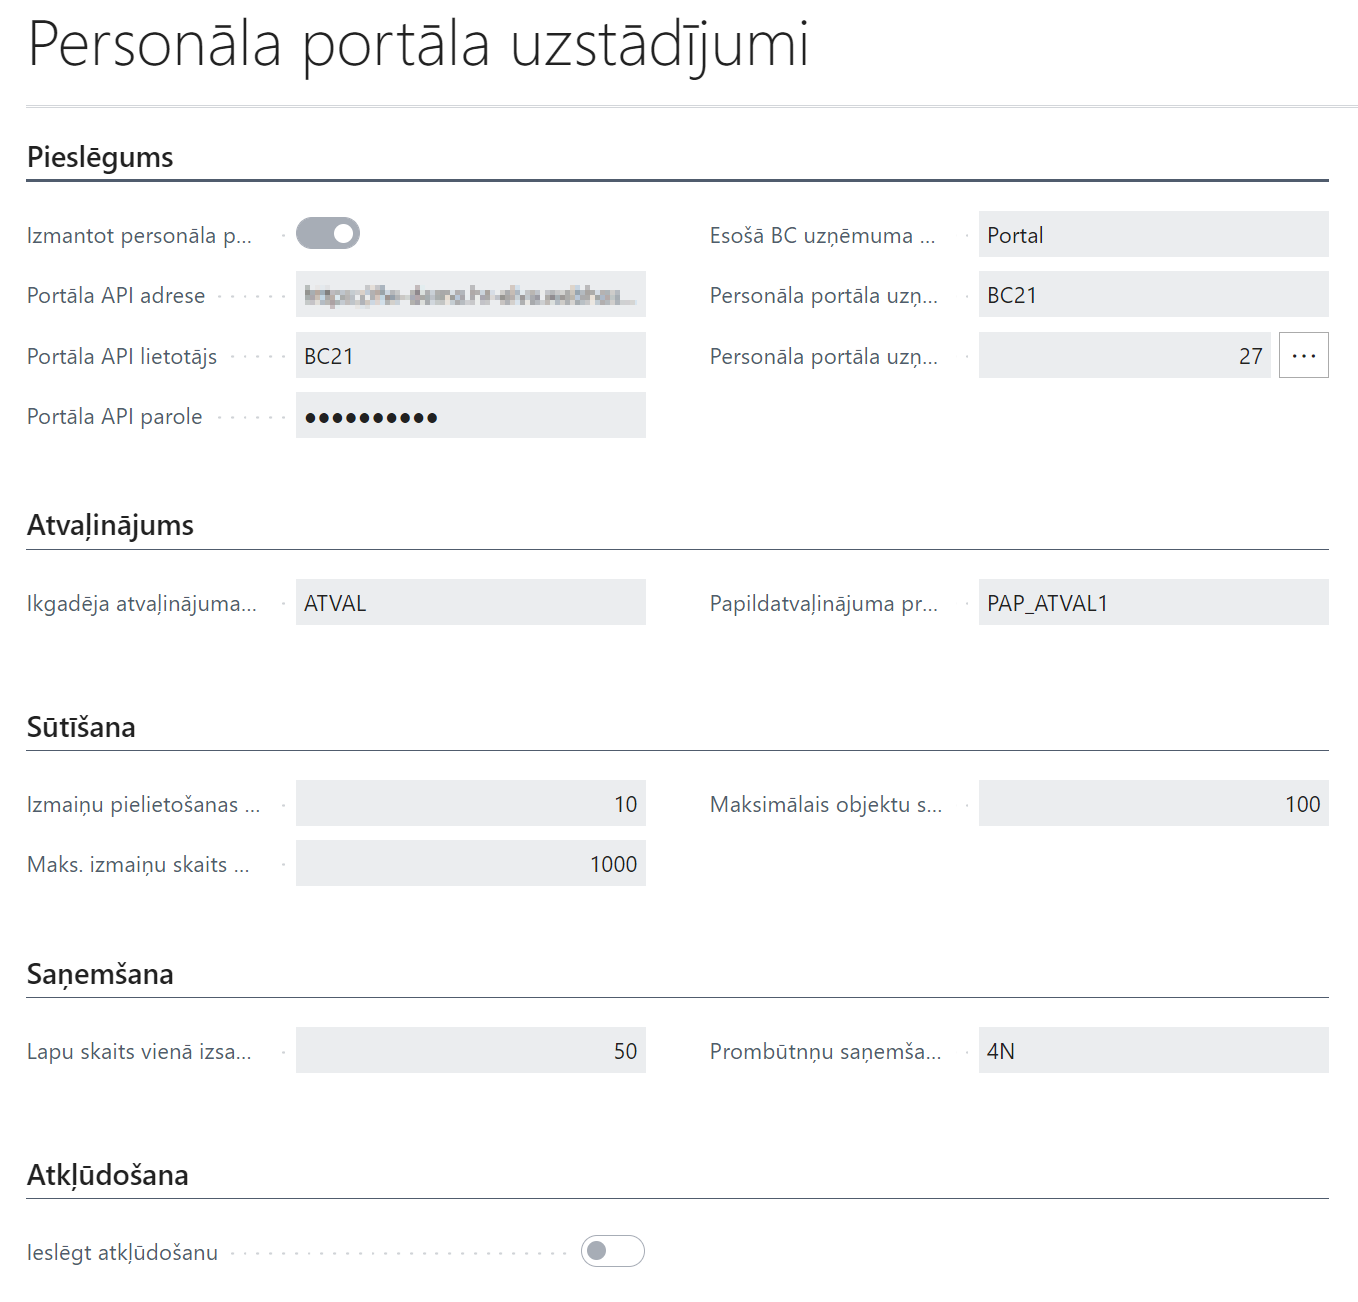 Personāla portāla uzstādījumi
Pieslēgums
Izmantot personāla p...
Esošā BC uzņēmuma ...
Portal
Portāla API adrese
Personāla portāla uzņ...
BC21
Portāla API lietotājs
BC21
Personāla portāla uzņ...
27
...
Portāla API parole
●●●●●●●●●●
Atvaļinājums
Ikgadēja atvaļinājuma...
ATVAL
Papildatvaļinājuma pr...
PAP_ATVAL1
Sūtīšana
Izmaiņu pielietošanas ...
10
Maksimālais objektu s...
100
Maks. izmaiņu skaits ...
1000
Saņemšana
Lapu skaits vienā izsa...
50
Prombūtnņu saņemša...
4N
Atkļūdošana
Ieslēgt atkļūdošanu